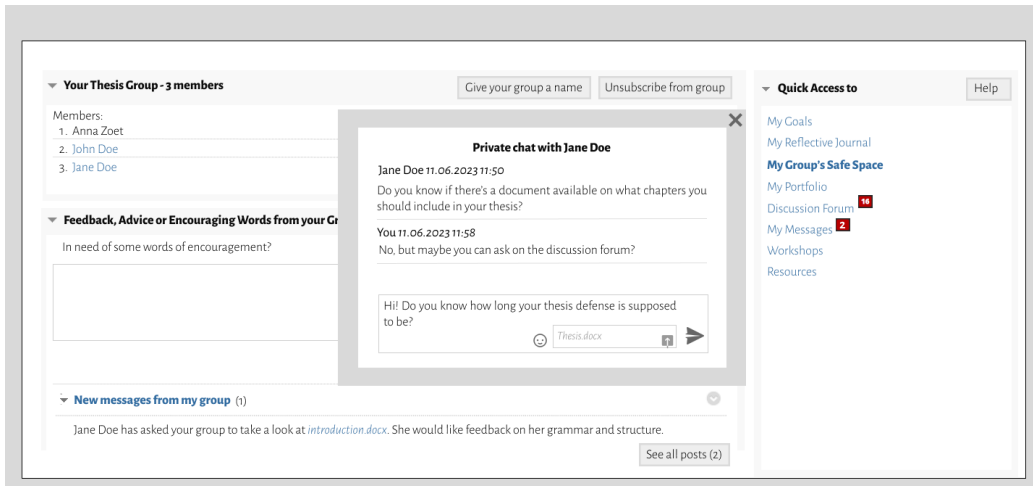 Your Thesis Group - 3 members
Give your group a name
Unsubscribe from group
Members:
1. Anna Zoet
2. John Doe
3. Jane Doe
Feedback, Advice or Encouraging Words from your Gr
In need of some words of encouragement?
Private chat with Jane Doe
Jane Doe 11.06.2023 11:50
Do you know if there's a document available on what chapters you
should include in your thesis?
You 11.06.2023 11:58
No, but maybe you can ask on the discussion forum?
Hi! Do you know how long your thesis defense is supposed
to be?
Thesis.docx
New messages from my group (1)
Jane Doe has asked your group to take a look at introduction.docx. She would like feedback on her grammar and structure.
See all posts (2)
Quick Access to
Help
My Goals
My Reflective Journal
My Group's Safe Space
My Portfolio
Discussion Forum 16
My Messages 2
Workshops
Resources